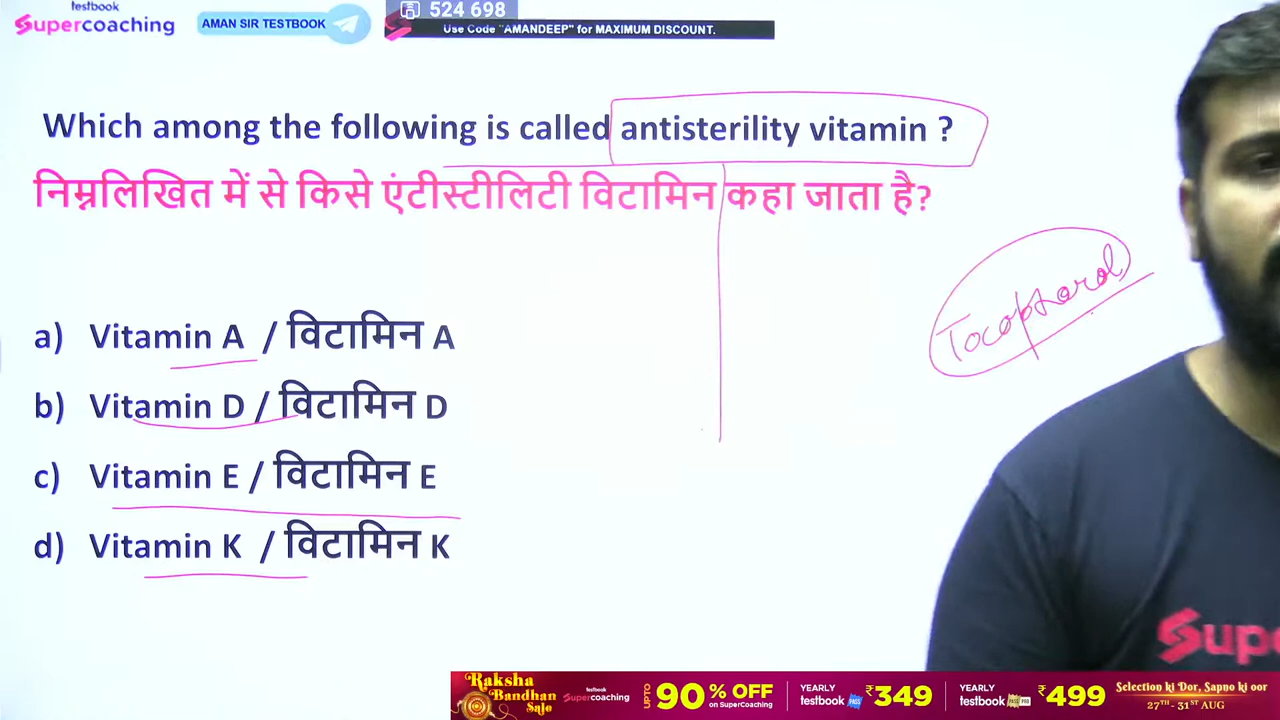 testbook
Supercoaching
AMAN SIR TESTBOOK
524 698
Use Code "AMANDEEP" for MAXIMUM DISCOUNT.
Which among the following is called antisterility vitamin ?
निम्नलिखित में से किसे एंटीस्टीलिटी विटामिन कहा जाता है?
Tocopharol
a) Vitamin A / विटामिन A
b) Vitamin D / विटामिन D
c) Vitamin E / विटामिन E
d) Vitamin K / विटामिन K
Sup
Raksha Bandhan Sale
testbook Supercoaching
UPTO 90% OFF on SuperCoaching
YEARLY testbook PASS ₹349
YEARLY testbook PASS PRO ₹499
Selection ki Dor, Sapno ki oor
27TH - 31ST AUG